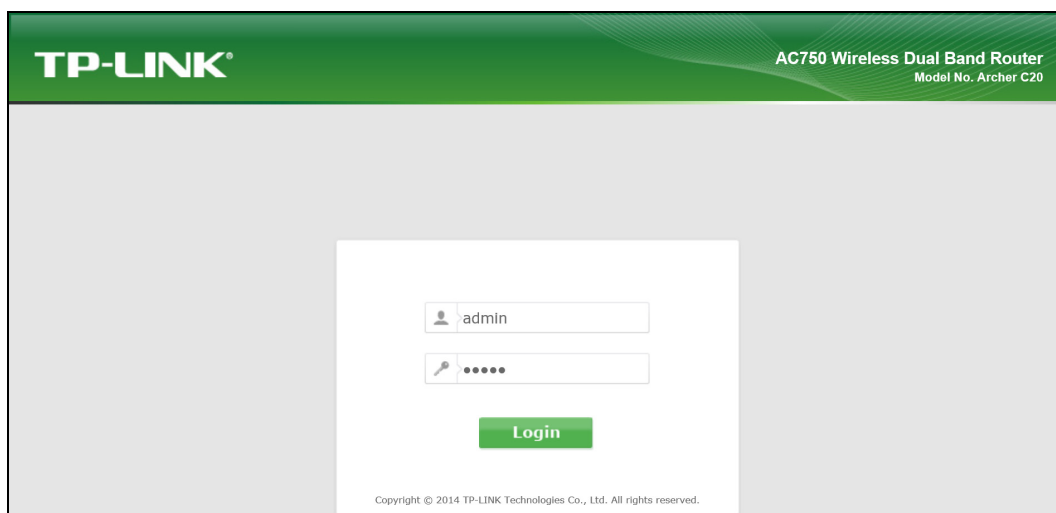 TP-LINK®
AC750 Wireless Dual Band Router
Model No. Archer C20
admin
•••••
Login
Copyright © 2014 TP-LINK Technologies Co., Ltd. All rights reserved.